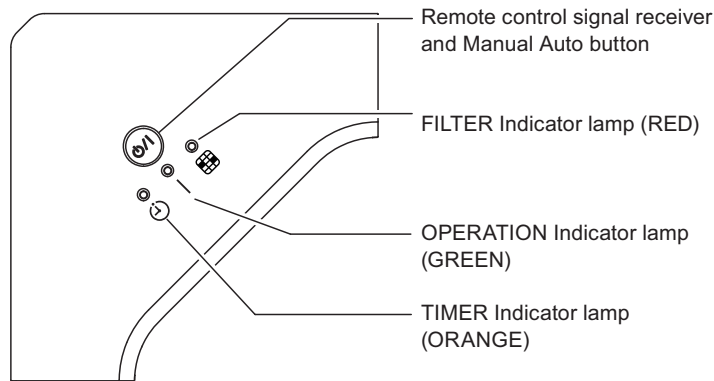 Remote control signal receiver
and Manual Auto button
FILTER Indicator lamp (RED)
OPERATION Indicator lamp
(GREEN)
TIMER Indicator lamp
(ORANGE)